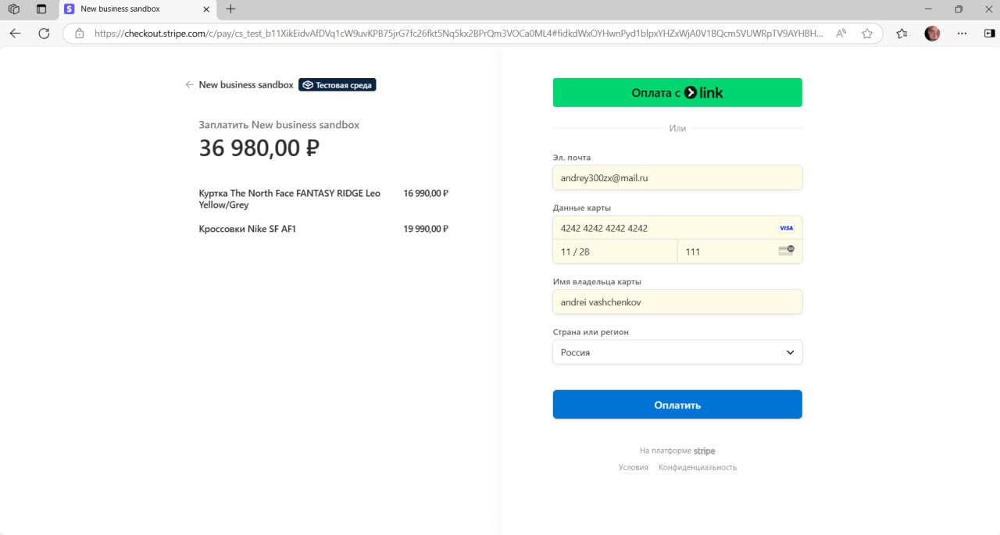 New business sandbox
https://checkout.stripe.com/c/pay/cs_test_b11XikEidvAfDVq1cW9uvKPB75jrG7fc26fkt5Nq5kx2BPrQm3VOCa0ML4#fidkdWxOYHwnPyd1blpxYHZxWjA0V1BQcm5VUWRpTV9AYHBH...
New business sandbox Тестовая среда
Заплатить New business sandbox
36 980,00 ₽
Куртка The North Face FANTASY RIDGE Leo Yellow/Grey 16 990,00 ₽
Кроссовки Nike SF AF1 19 990,00 ₽
Оплата с link
Или
Эл. почта
andrey300zx@mail.ru
Данные карты
4242 4242 4242 4242 VISA
11 / 28 111
Имя владельца карты
andrei vashchenkov
Страна или регион
Россия
Оплатить
На платформе stripe
Условия Конфиденциальность